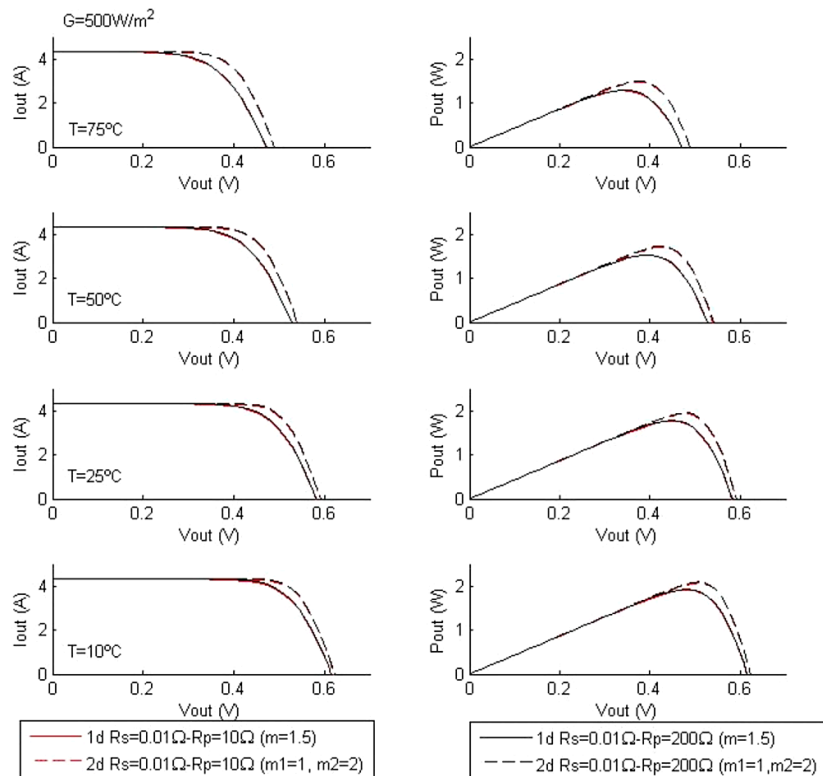 G=500W/m²
Iout (A)
4
2
0
T=75ºC
0 0.2 0.4 0.6
Vout (V)
Pout (W)
2
1
0
0 0.2 0.4 0.6
Vout (V)
Iout (A)
4
2
0
T=50ºC
0 0.2 0.4 0.6
Vout (V)
Pout (W)
2
1
0
0 0.2 0.4 0.6
Vout (V)
Iout (A)
4
2
0
T=25ºC
0 0.2 0.4 0.6
Vout (V)
Pout (W)
2
1
0
0 0.2 0.4 0.6
Vout (V)
Iout (A)
4
2
0
T=10ºC
0 0.2 0.4 0.6
Vout (V)
Pout (W)
2
1
0
0 0.2 0.4 0.6
Vout (V)
1d Rs=0.01Ω-Rp=10Ω (m=1.5)
2d Rs=0.01Ω-Rp=10Ω (m1=1, m2=2)
1d Rs=0.01Ω-Rp=200Ω (m=1.5)
2d Rs=0.01Ω-Rp=200Ω (m1=1,m2=2)